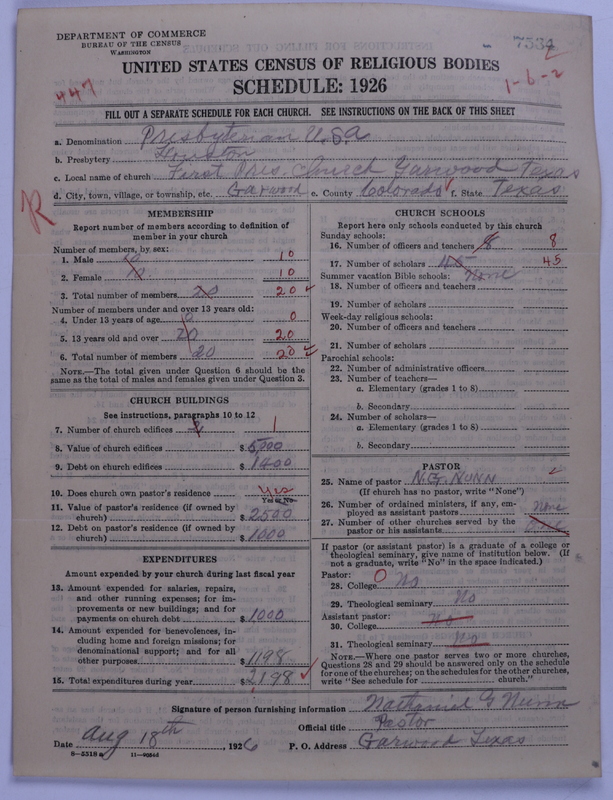 DEPARTMENT OF COMMERCE
BUREAU OF THE CENSUS
WASHINGTON
7532
UNITED STATES CENSUS OF RELIGIOUS BODIES
447
SCHEDULE: 1926
1-6-2
FILL OUT A SEPARATE SCHEDULE FOR EACH CHURCH. SEE INSTRUCTIONS ON THE BACK OF THIS SHEET
a. Denomination Presbyterian U.S.A
b. Presbytery Houston
c. Local name of church First Pres. Church Garwood Texas
d. City, town, village, or township, etc. Garwood e. County Colorado f. State Texas
R
MEMBERSHIP
Report number of members according to definition of
member in your church
Number of members, by sex:
1. Male 10 10
2. Female 10 10
3. Total number of members 20 20
Number of members under and over 13 years old:
4. Under 13 years of age 0 0
5. 13 years old and over 20 20
6. Total number of members 20 20
NOTE.—The total given under Question 6 should be
same as the total of males and females given under Question 3.
CHURCH BUILDINGS
See instructions, paragraphs 10 to 12
7. Number of church edifices 1
8. Value of church edifices $ 5000
9. Debt on church edifices $ 1400
10. Does church own pastor's residence yes
Yes or No
11. Value of pastor's residence (if owned by
church) $ 2500
12. Debt on pastor's residence (if owned by
church) $ 1000
EXPENDITURES
Amount expended by your church during last fiscal year
13. Amount expended for salaries, repairs,
and other running expenses; for im-
provements or new buildings; and for
payments on church debt $ 1000
14. Amount expended for benevolences, in-
cluding home and foreign missions; for
denominational support; and for all
other purposes $ 1198
15. Total expenditures during year $ 2198
CHURCH SCHOOLS
Report here only schools conducted by this church
Sunday schools:
16. Number of officers and teachers 8 8
17. Number of scholars 45 45
Summer vacation Bible schools: none
18. Number of officers and teachers
19. Number of scholars
Week-day religious schools:
20. Number of officers and teachers
21. Number of scholars
Parochial schools:
22. Number of administrative officers
23. Number of teachers—
a. Elementary (grades 1 to 8)
b. Secondary
24. Number of scholars—
a. Elementary (grades 1 to 8)
b. Secondary
PASTOR
25. Name of pastor N.G. Nunn
(If church has no pastor, write "None")
26. Number of ordained ministers, if any, em-
ployed as assistant pastors None
27. Number of other churches served by the
pastor or his assistants
If pastor (or assistant pastor) is a graduate of a college or
theological seminary, give name of institution below. (If
not a graduate, write "No" in the space indicated.)
Pastor:
28. College 0 No
29. Theological seminary No
Assistant pastor:
30. College No
31. Theological seminary No
NOTE.—Where one pastor serves two or more churches,
Questions 28 and 29 should be answered only on the schedule
for one of the churches; on the schedules for the other churches,
write "See schedule for church."
Signature of person furnishing information Nathaniel G Nunn
Official title Pastor
Date Aug 18th, 1926 P. O. Address Garwood Texas
8-5518a 11-9056d